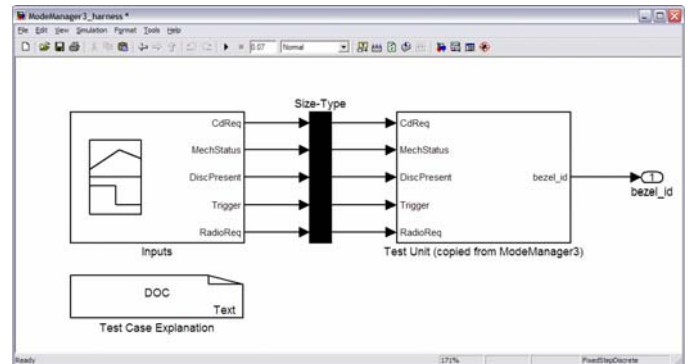 ModeManager3_harness *
File Edit View Simulation Format Tools Help
0.07 Normal
Size-Type
CdReq
MechStatus
DiscPresent
Trigger
RadioReq
Inputs
CdReq
MechStatus
DiscPresent
Trigger
RadioReq
bezel_id
Test Unit (copied from ModeManager3)
1
bezel_id
DOC
Text
Test Case Explanation
Ready 171% FixedStepDiscrete